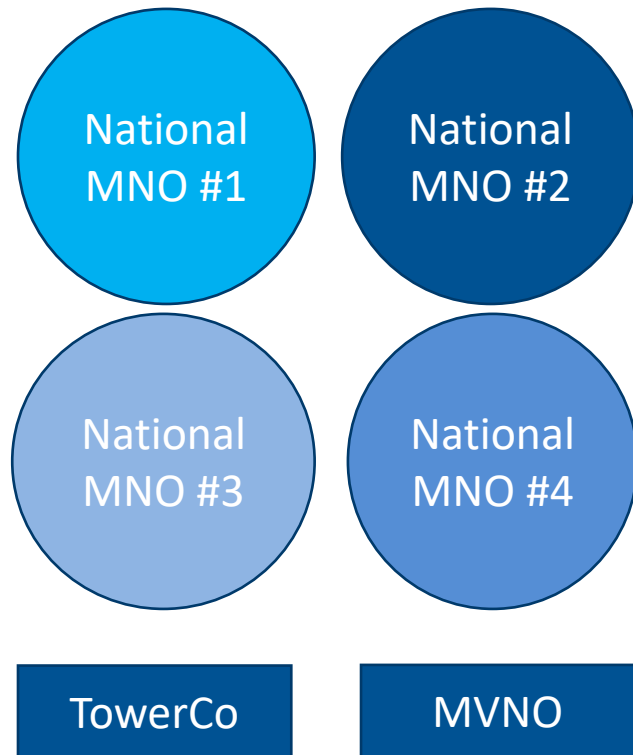 National
MNO #1
National
MNO #2
National
MNO #3
National
MNO #4
TowerCo
MVNO